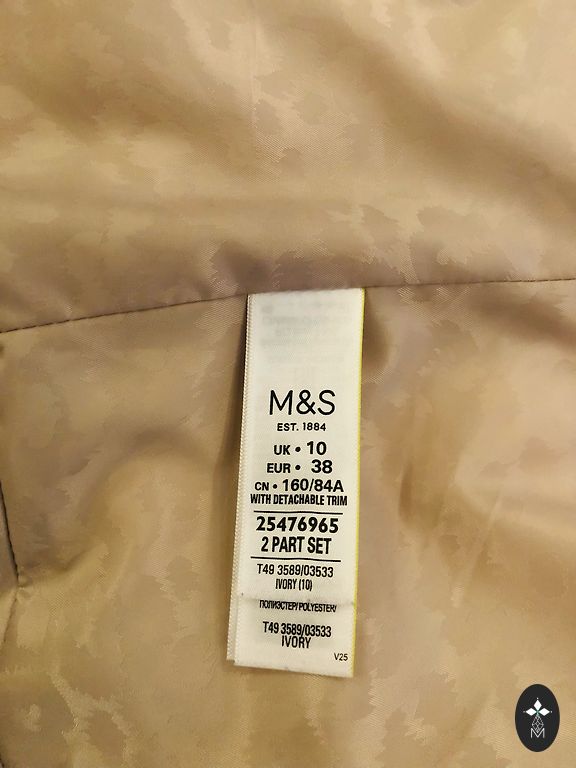 M&S
EST. 1884
UK • 10
EUR • 38
CN • 160/84A
WITH DETACHABLE TRIM
25476965
2 PART SET
T49 3589/03533
IVORY (10)
ПОЛИЭСТЕР/POLYESTER/
T49 3589/03533
IVORY
V25
M